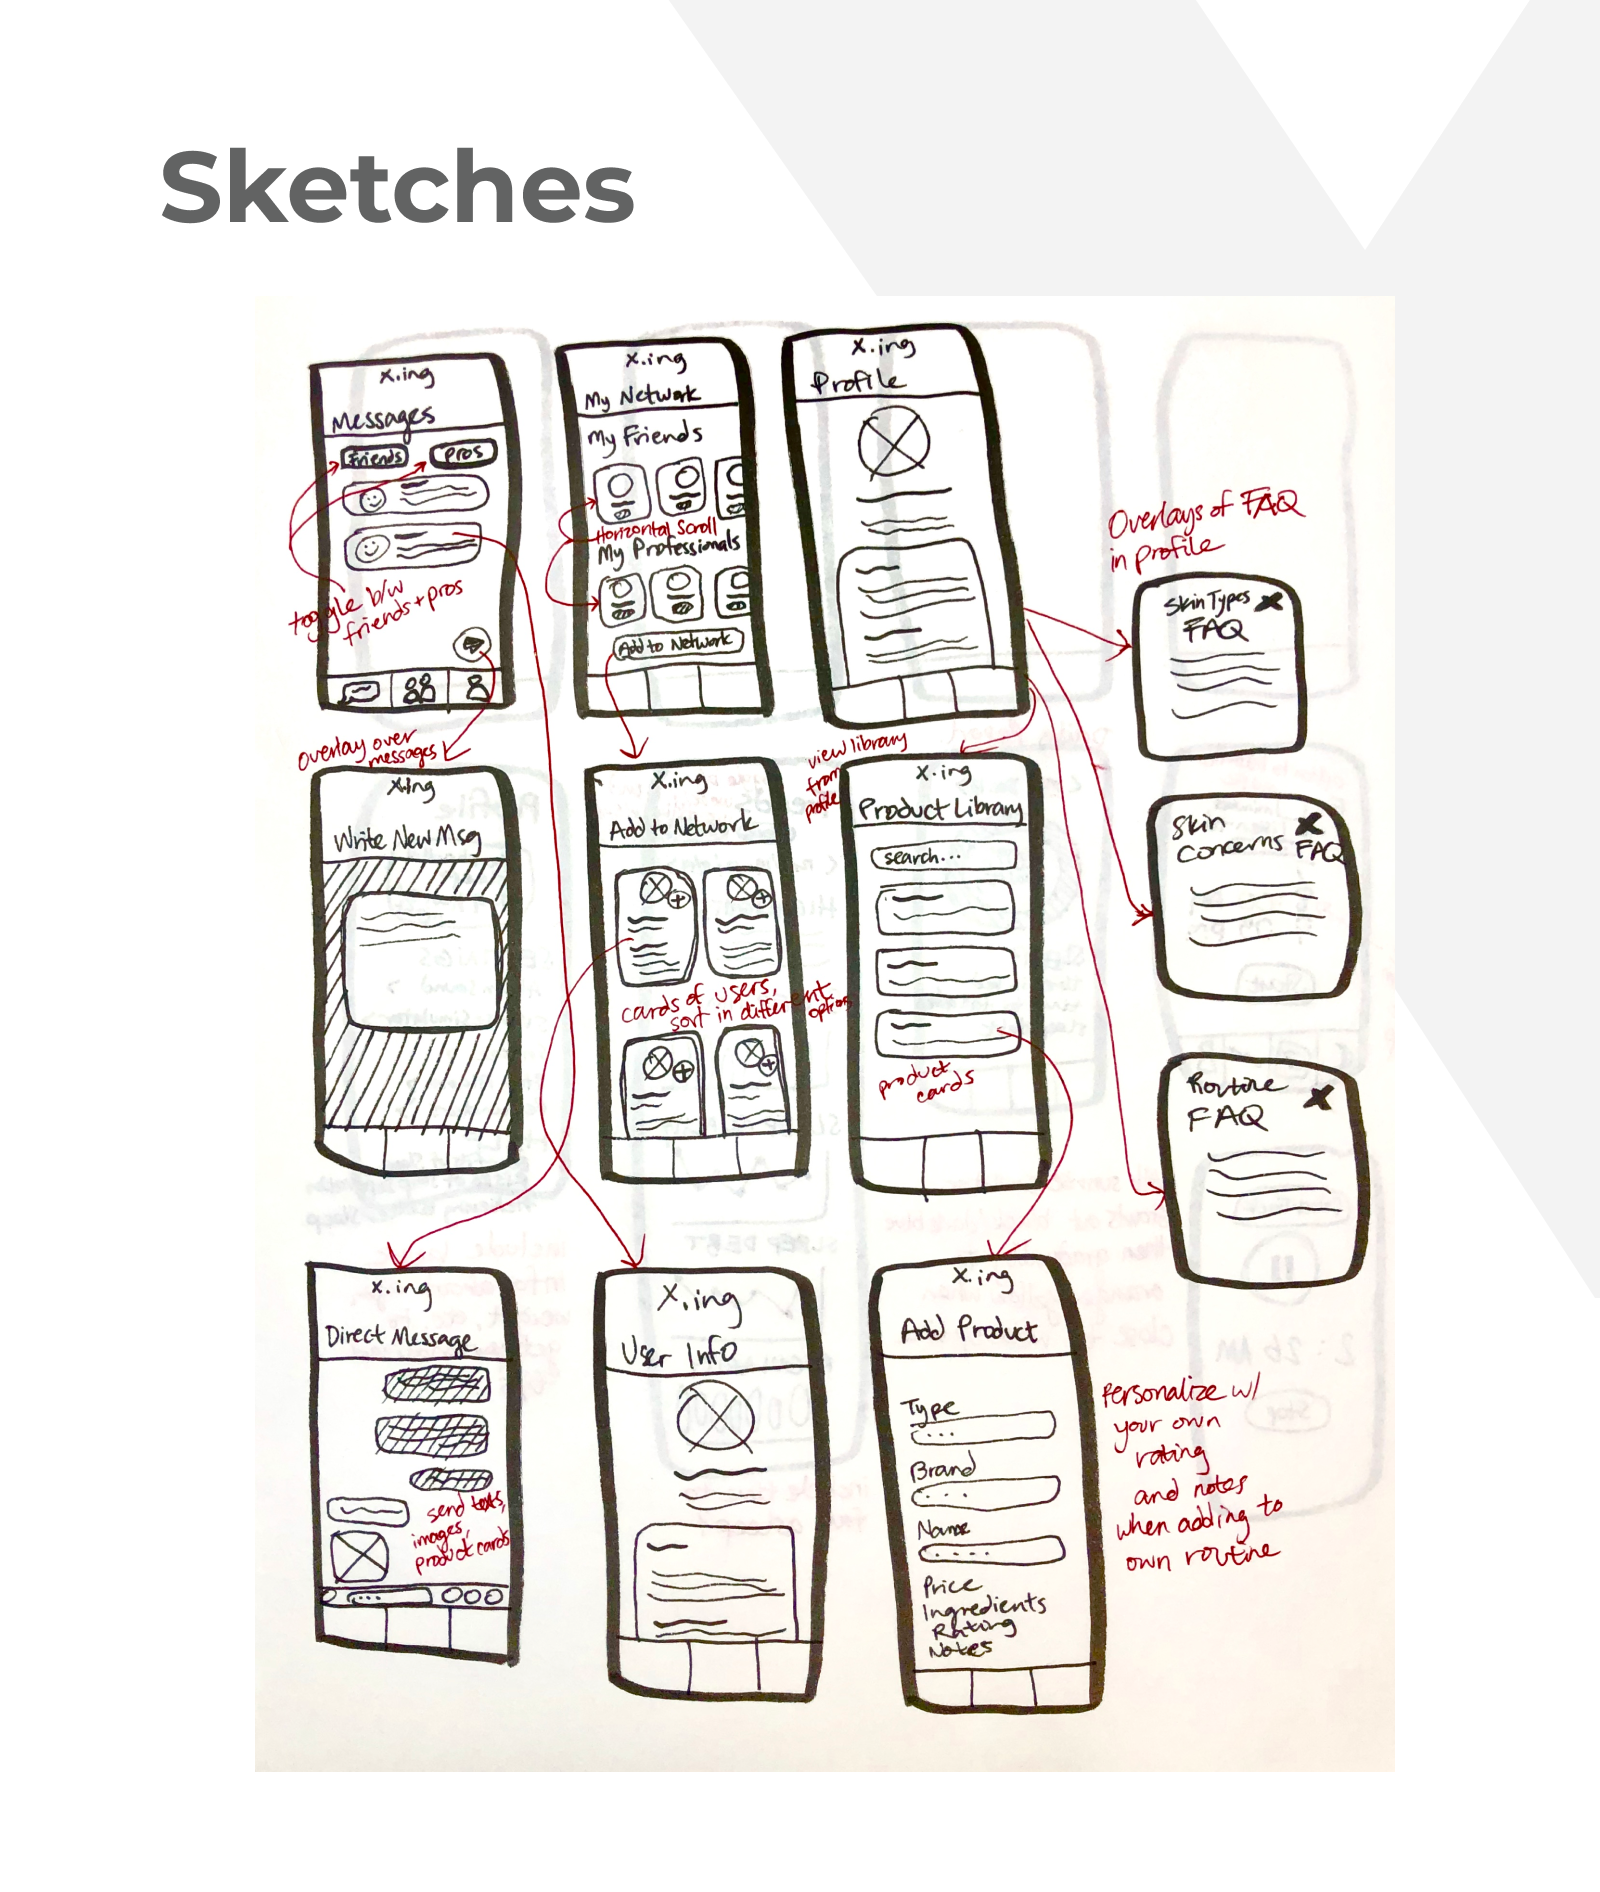 Sketches
x.ing
Messages
Friends
Pros
toggle b/w
friends + pros
x.ing
My Network
My Friends
Horizontal Scroll
My Professionals
Add to Network
x.ing
Profile
Overlays of FAQ
in profile
Skin Types
FAQ
Skin
Concerns FAQ
Routine
FAQ
overlay over
messages
x.ing
Write New Msg
x.ing
Add to Network
cards of users,
sort in different
options
view library
from
profile
x.ing
Product Library
search...
product
cards
x.ing
Direct Message
send texts,
images,
product cards
x.ing
User Info
x.ing
Add Product
Type
Brand
Name
Price
Ingredients
Rating
Notes
Personalize w/
your own
rating
and notes
when adding to
own routine